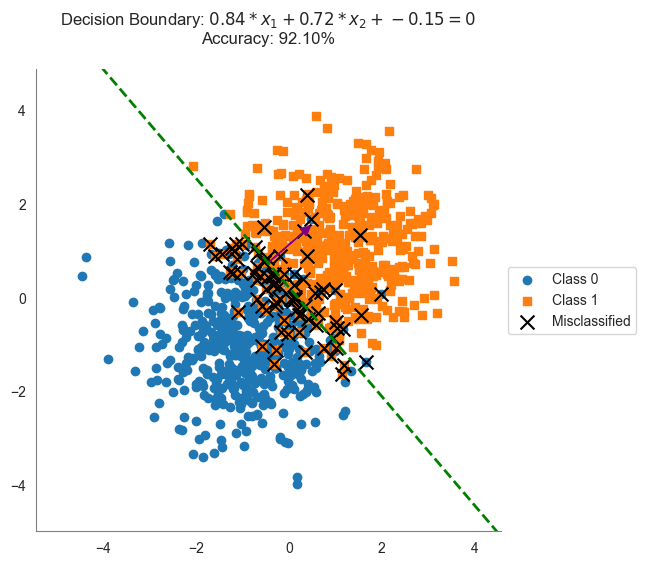 Decision Boundary: 0.84 * x₁ + 0.72 * x₂ + −0.15 = 0
Accuracy: 92.10%
4
2
0
−2
−4
−4
−2
0
2
4
Class 0
Class 1
Misclassified